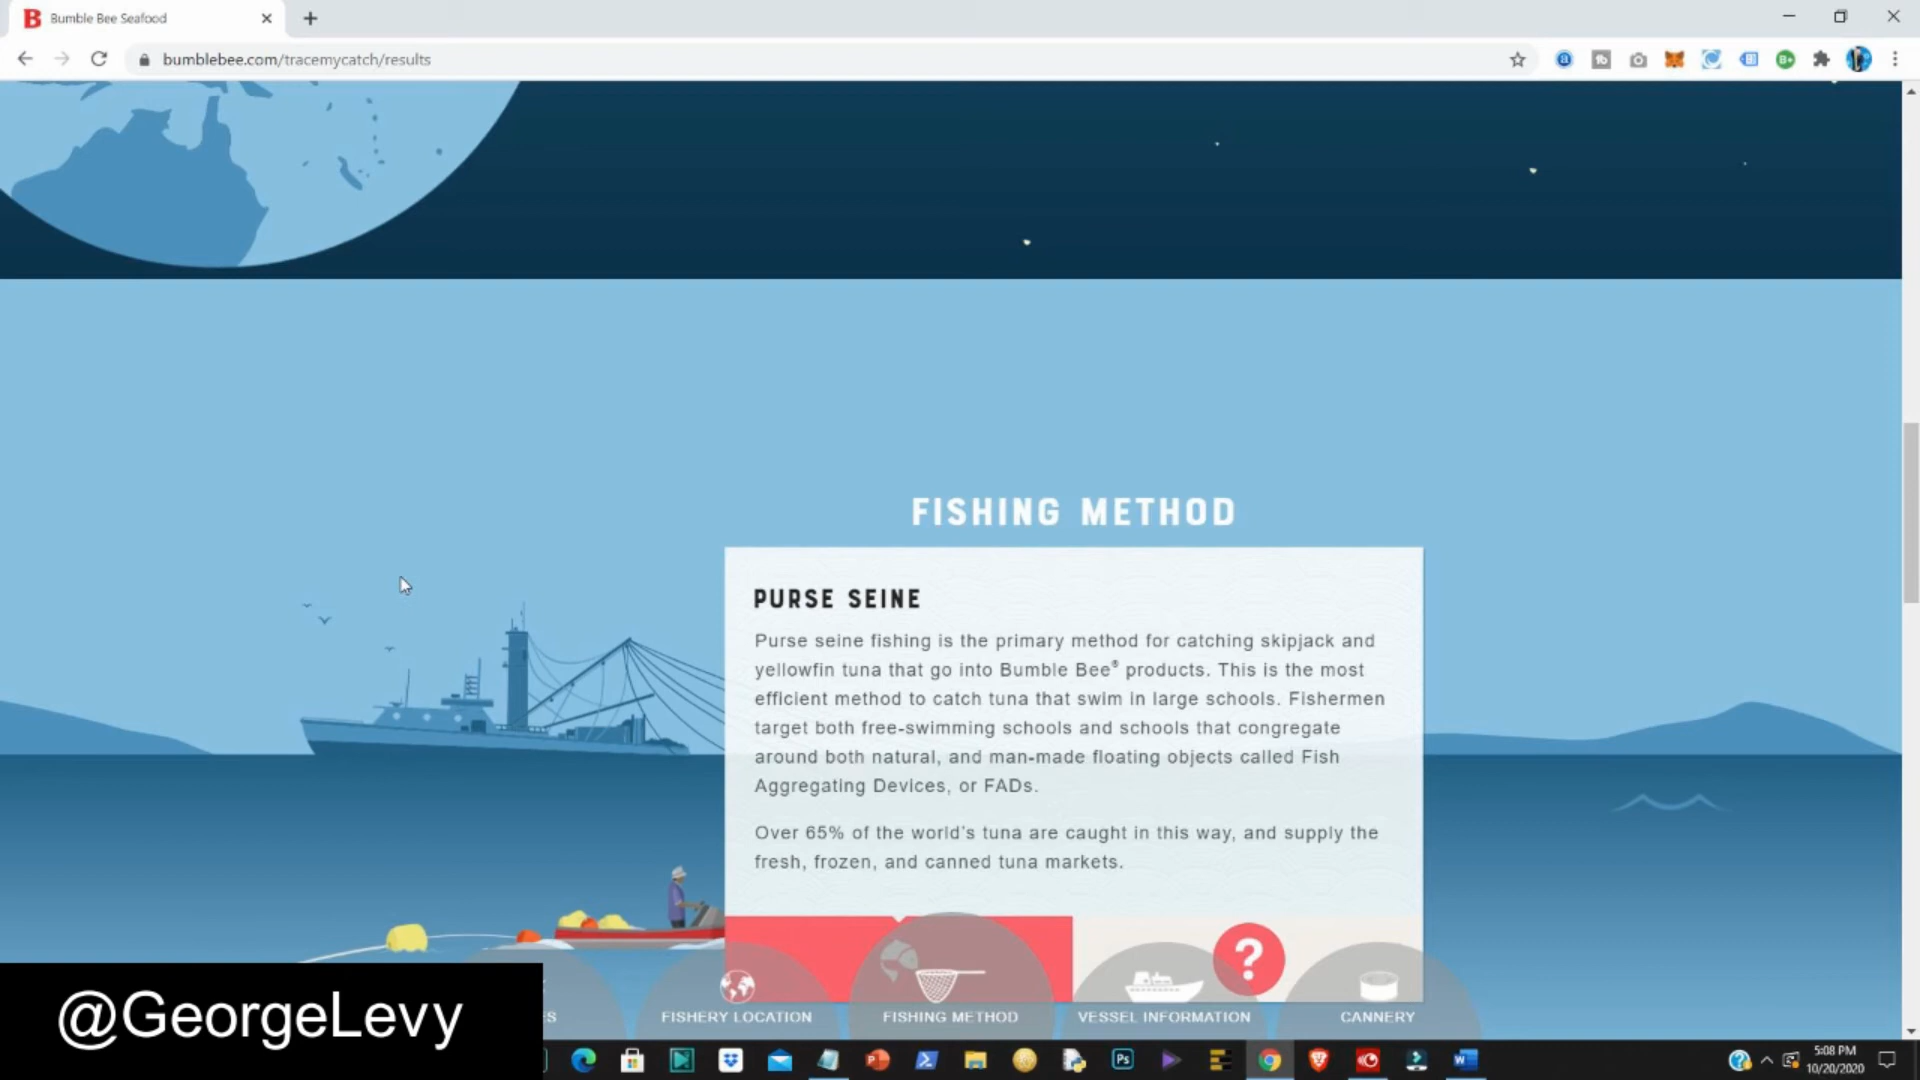 Bumble Bee Seafood
bumblebee.com/tracemycatch/results
FISHING METHOD
PURSE SEINE
Purse seine fishing is the primary method for catching skipjack and
yellowfin tuna that go into Bumble Bee® products. This is the most
efficient method to catch tuna that swim in large schools. Fishermen
target both free-swimming schools and schools that congregate
around both natural, and man-made floating objects called Fish
Aggregating Devices, or FADs.
Over 65% of the world's tuna are caught in this way, and supply the
fresh, frozen, and canned tuna markets.
?
ES
FISHERY LOCATION
FISHING METHOD
VESSEL INFORMATION
CANNERY
@GeorgeLevy
5:08 PM
10/20/2020